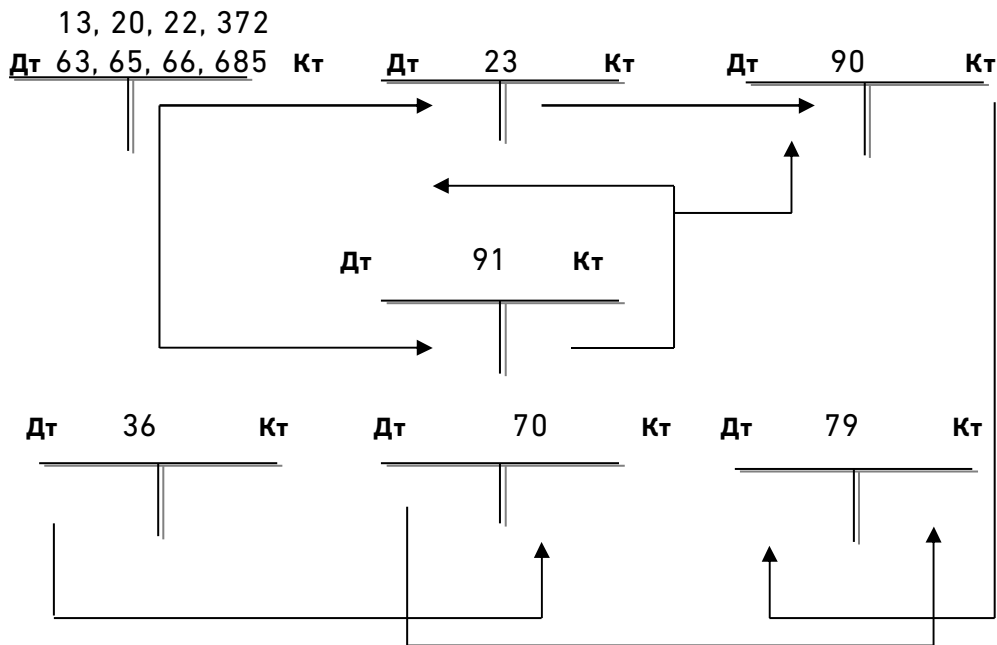 13, 20, 22, 372
Дт 63, 65, 66, 685 Кт
Дт 23 Кт
Дт 90 Кт
Дт 91 Кт
Дт 36 Кт
Дт 70 Кт
Дт 79 Кт